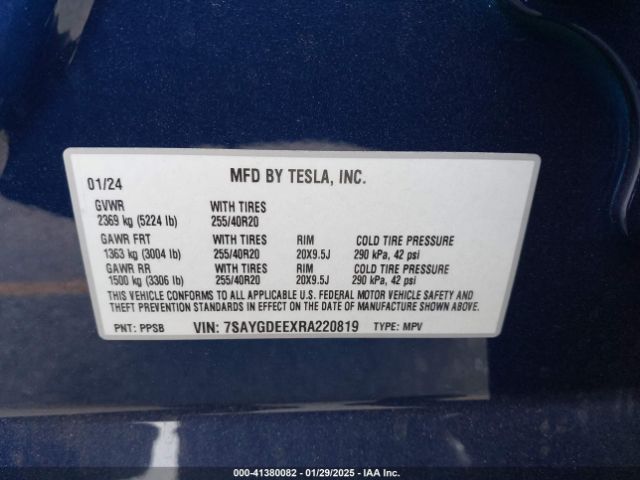 01/24 MFD BY TESLA, INC.
GVWR WITH TIRES
2369 kg (5224 lb) 255/40R20
GAWR FRT WITH TIRES RIM COLD TIRE PRESSURE
1363 kg (3004 lb) 255/40R20 20X9.5J 290 kPa, 42 psi
GAWR RR WITH TIRES RIM COLD TIRE PRESSURE
1500 kg (3306 lb) 255/40R20 20X9.5J 290 kPa, 42 psi
THIS VEHICLE CONFORMS TO ALL APPLICABLE U.S. FEDERAL MOTOR VEHICLE SAFETY AND
THEFT PREVENTION STANDARDS IN EFFECT ON THE DATE OF MANUFACTURE SHOWN ABOVE.
PNT: PPSB VIN: 7SAYGDEEXRA220819 TYPE: MPV
000-41380082 - 01/29/2025 - IAA Inc.